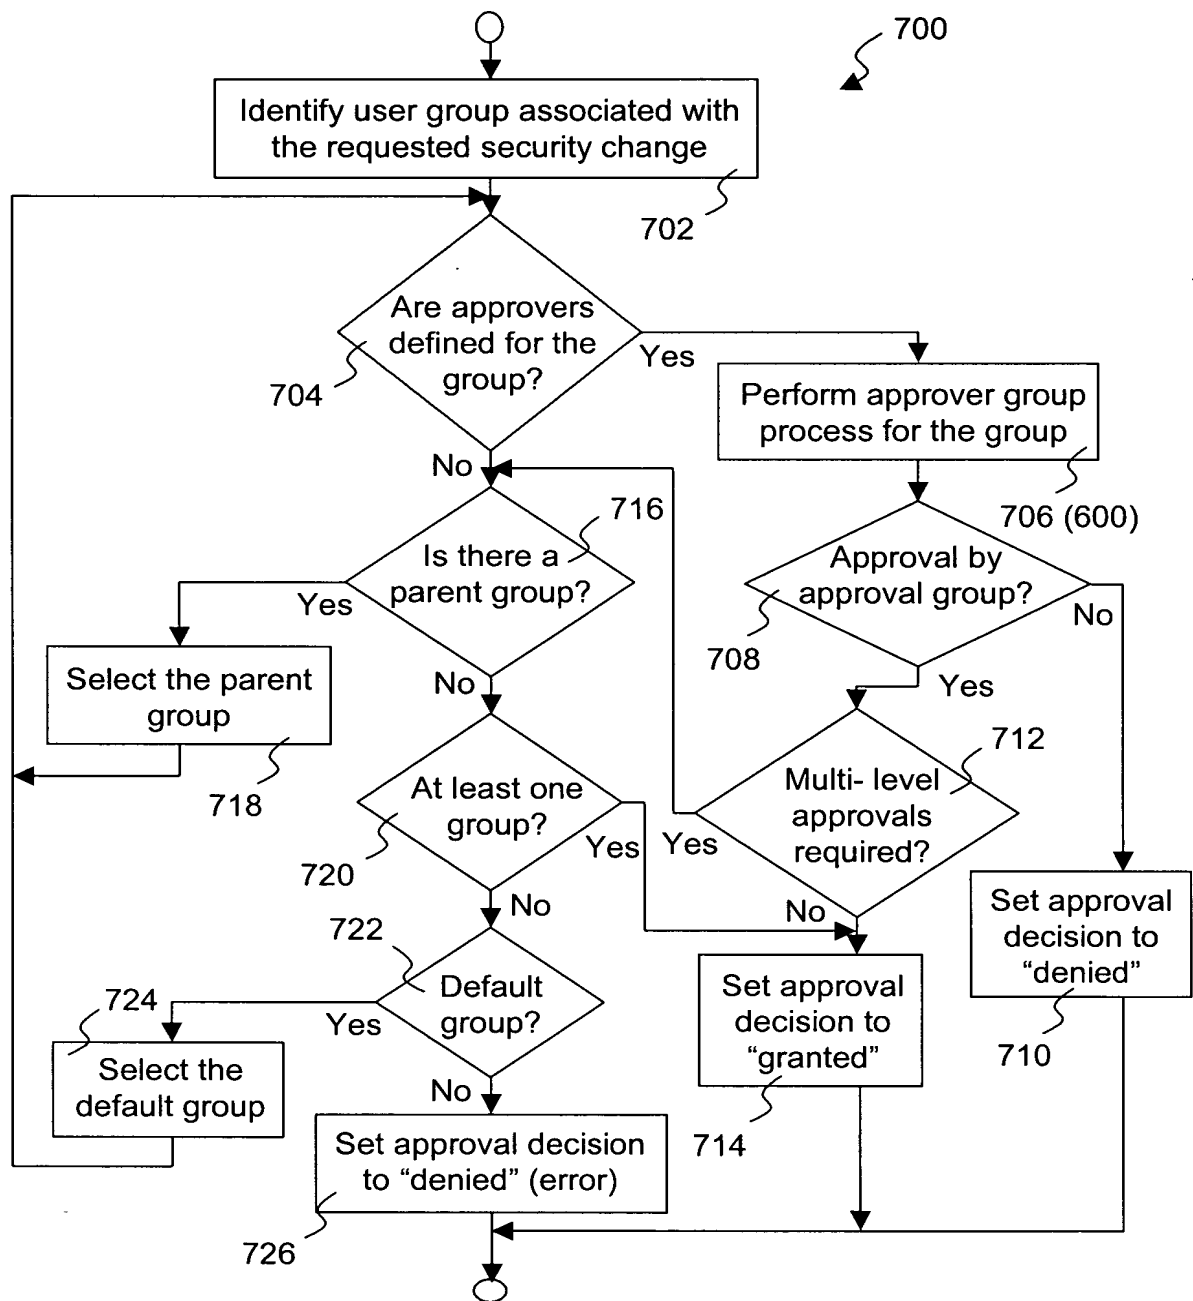 700
Identify user group associated with
the requested security change
702
Are approvers
defined for the
group?
704
Yes
No
Perform approver group
process for the group
706 (600)
716
Is there a
parent group?
Yes
No
Approval by
approval group?
708
No
Yes
Select the parent
group
718
712
Multi- level
approvals
required?
Yes
No
At least one
group?
720
Yes
No
Set approval
decision to
“denied”
710
722
Default
group?
Yes
No
724
Select the
default group
Set approval
decision to
“granted”
714
Set approval decision
to “denied” (error)
726